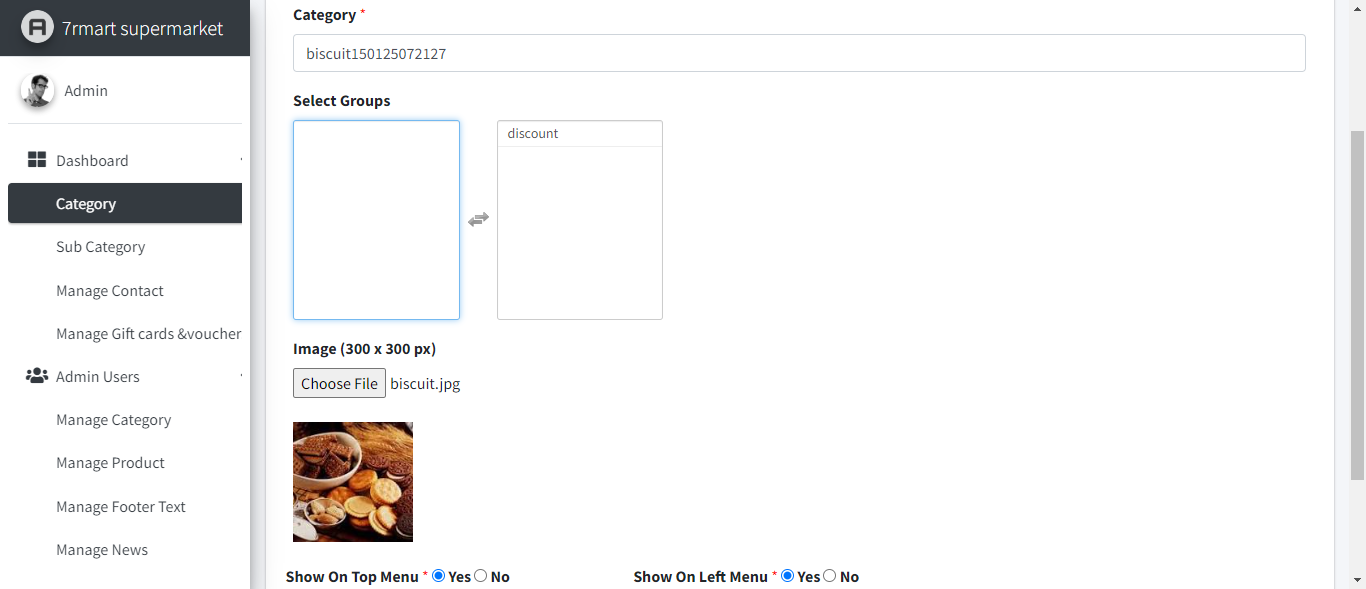 7rmart supermarket
Admin
Dashboard
Category
Sub Category
Manage Contact
Manage Gift cards &voucher
Admin Users
Manage Category
Manage Product
Manage Footer Text
Manage News
Category *
biscuit150125072127
Select Groups
discount
Image (300 x 300 px)
Choose File biscuit.jpg
Show On Top Menu * Yes No Show On Left Menu * Yes No